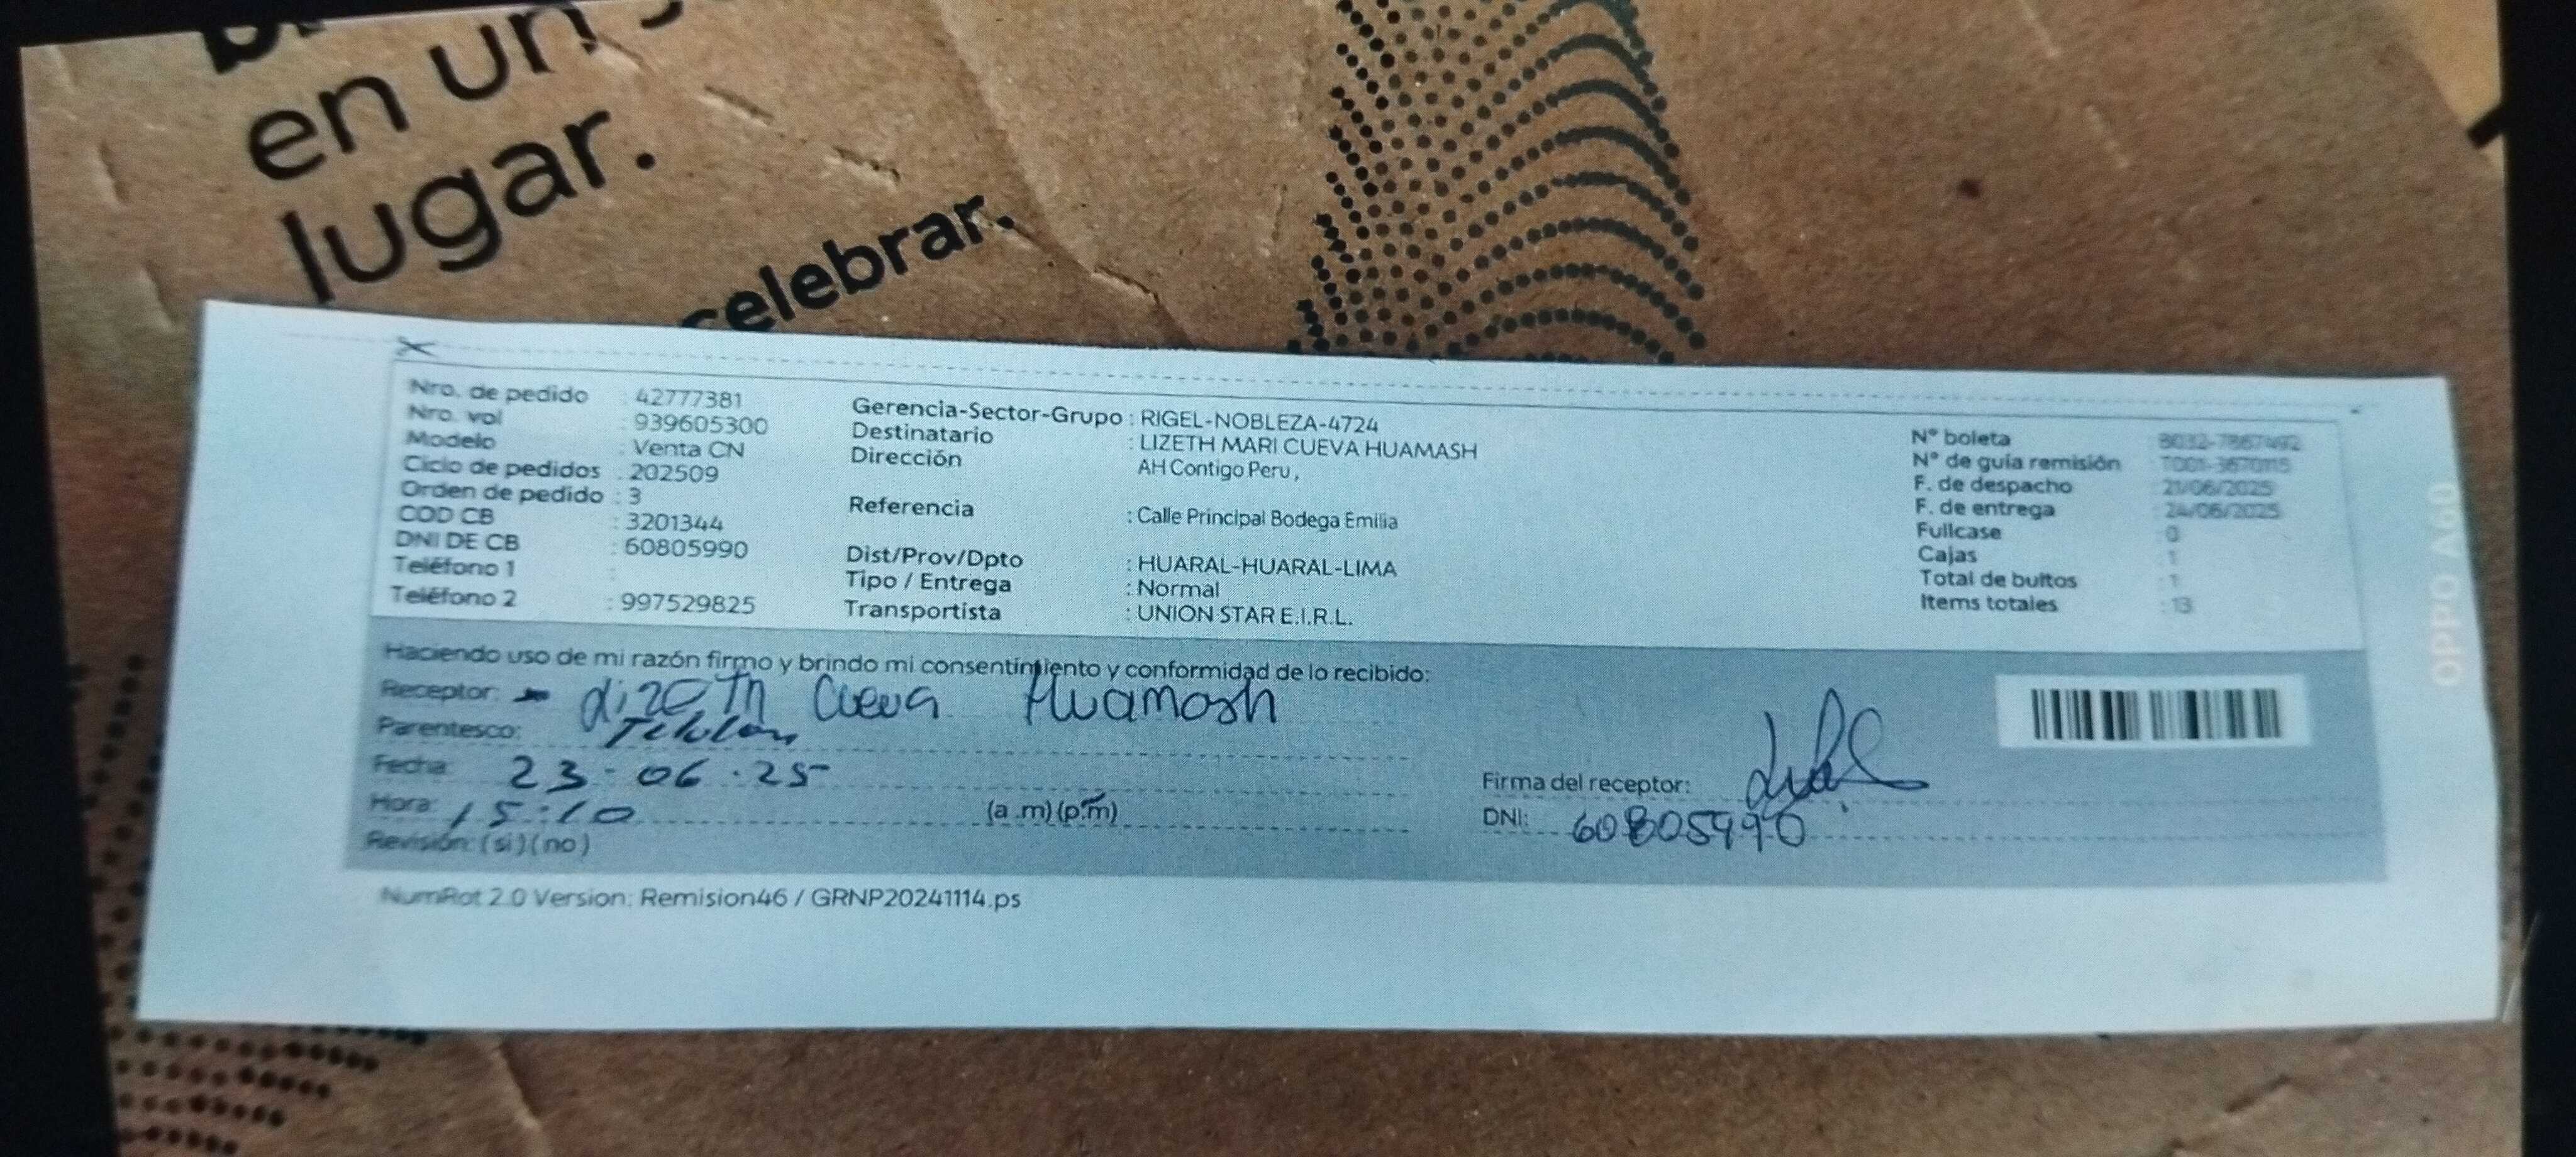 en un
lugar.
celebrar.
Nro. de pedido : 42777381
Nro. vol : 939605300
Modelo : Venta CN
Ciclo de pedidos : 202509
Orden de pedido : 3
COD CB : 3201344
DNI DE CB : 60805990
Teléfono 1 :
Teléfono 2 : 997529825
Gerencia-Sector-Grupo : RIGEL-NOBLEZA-4724
Destinatario : LIZETH MARI CUEVA HUAMASH
Dirección AH Contigo Peru,
Referencia : Calle Principal Bodega Emilia
Dist/Prov/Dpto : HUARAL-HUARAL-LIMA
Tipo / Entrega : Normal
Transportista : UNION STAR E.I.R.L.
N° boleta : B032-7867492
N° de guía remisión : T001-3670115
F. de despacho : 21/06/2025
F. de entrega : 24/06/2025
Fullcase : 0
Cajas : 1
Total de bultos : 1
Items totales : 13
Haciendo uso de mi razón firmo y brindo mi consentimiento y conformidad de lo recibido:
Receptor: Lizeth Cueva Huamash
Parentesco:
Fecha: 23-06-25
Hora: 15:10 (a.m) (p.m)
Revisión: (si) (no)
Firma del receptor:
DNI: 60805990
NumRot 2.0 Version: Remision46 / GRNP20241114.ps
OPPO A60